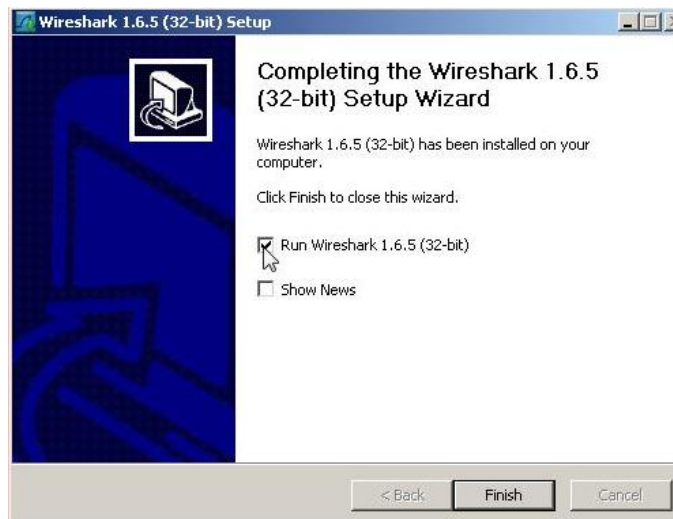 Wireshark 1.6.5 (32-bit) Setup
Completing the Wireshark 1.6.5
(32-bit) Setup Wizard
Wireshark 1.6.5 (32-bit) has been installed on your
computer.
Click Finish to close this wizard.
Run Wireshark 1.6.5 (32-bit)
Show News
< Back Finish Cancel